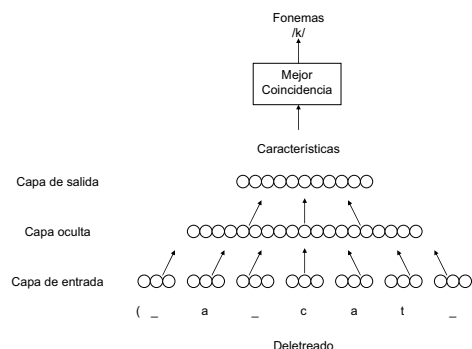 Fonemas
/k/
Mejor
Coincidencia
Características
Capa de salida
Capa oculta
Capa de entrada
( _ a _ c a t _
Deletreado